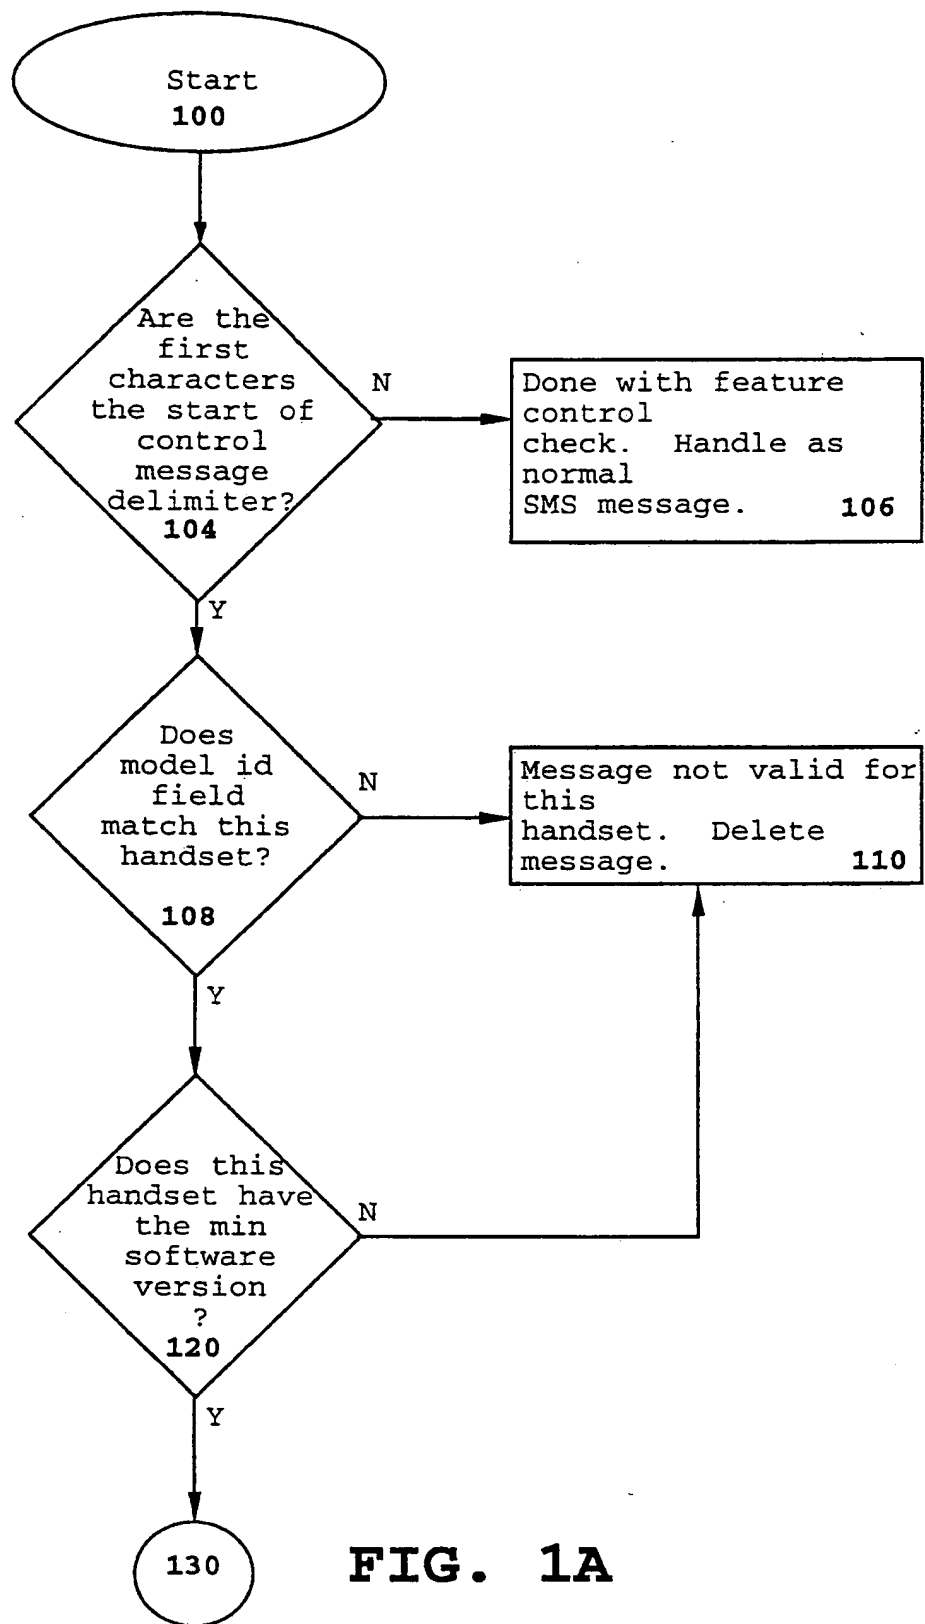 Start
100
Are the
first
characters
the start of
control
message
delimiter?
104
N
Done with feature
control
check. Handle as
normal
SMS message. 106
Y
Does
model id
field
match this
handset?
108
N
Message not valid for
this
handset. Delete
message. 110
Y
Does this
handset have
the min
software
version
?
120
N
Y
130
FIG. 1A